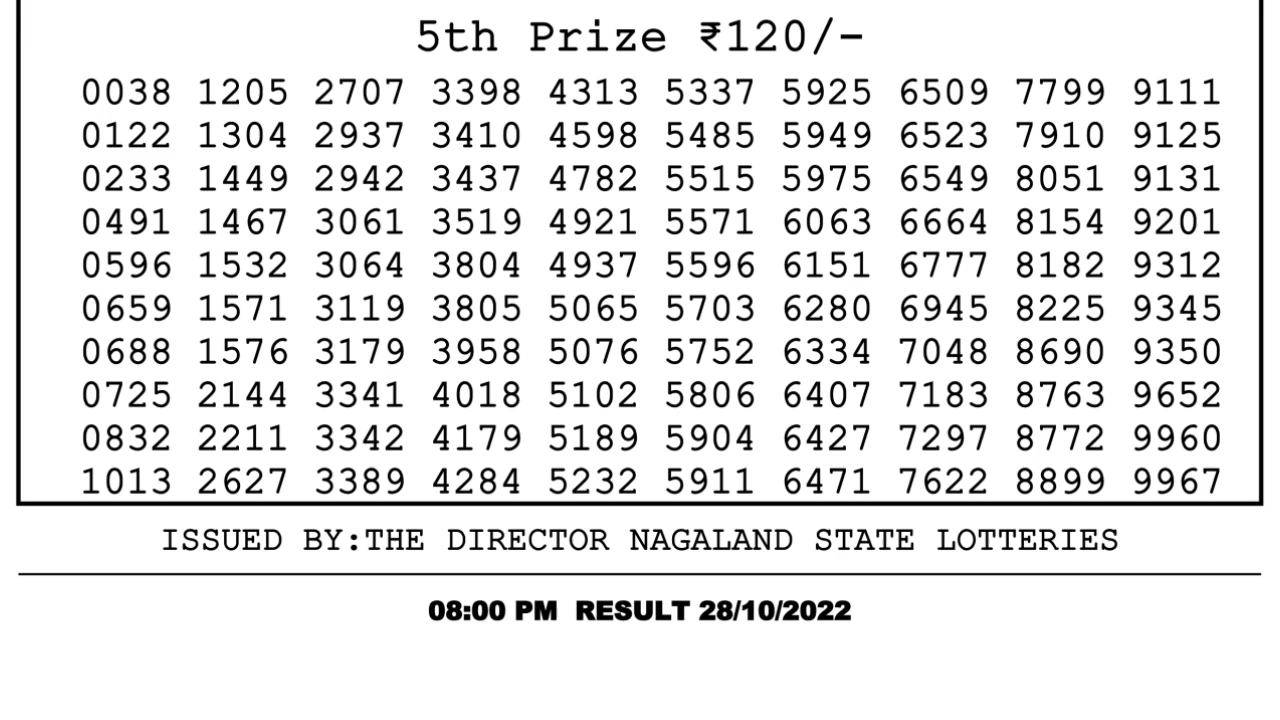 5th Prize ₹120/-
0038 1205 2707 3398 4313 5337 5925 6509 7799 9111
0122 1304 2937 3410 4598 5485 5949 6523 7910 9125
0233 1449 2942 3437 4782 5515 5975 6549 8051 9131
0491 1467 3061 3519 4921 5571 6063 6664 8154 9201
0596 1532 3064 3804 4937 5596 6151 6777 8182 9312
0659 1571 3119 3805 5065 5703 6280 6945 8225 9345
0688 1576 3179 3958 5076 5752 6334 7048 8690 9350
0725 2144 3341 4018 5102 5806 6407 7183 8763 9652
0832 2211 3342 4179 5189 5904 6427 7297 8772 9960
1013 2627 3389 4284 5232 5911 6471 7622 8899 9967
ISSUED BY:THE DIRECTOR NAGALAND STATE LOTTERIES
08:00 PM RESULT 28/10/2022